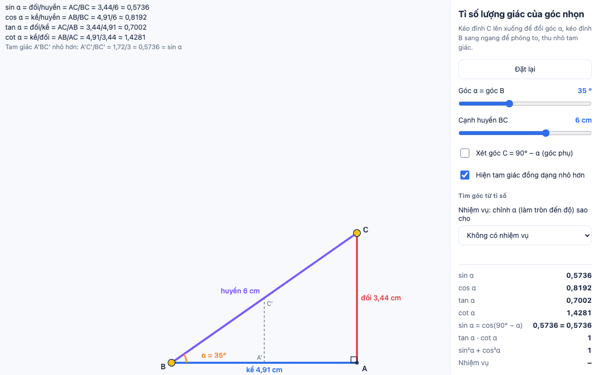 sin α = đối/huyền = AC/BC = 3,44/6 ≈ 0,5736
cos α = kề/huyền = AB/BC = 4,91/6 ≈ 0,8192
tan α = đối/kề = AC/AB = 3,44/4,91 ≈ 0,7002
cot α = kề/đối = AB/AC = 4,91/3,44 ≈ 1,4281
Tam giác A'BC' nhỏ hơn: A'C'/BC' = 1,72/3 = 0,5736 = sin α
C
huyền 6 cm
C'
đối 3,44 cm
α = 35°
A'
B
A
kề 4,91 cm
Tỉ số lượng giác của góc nhọn
Kéo đỉnh C lên xuống để đổi góc α, kéo đỉnh
B sang ngang để phóng to, thu nhỏ tam
giác.
Đặt lại
Góc α = góc B 35 °
Cạnh huyền BC 6 cm
Xét góc C = 90° − α (góc phụ)
Hiện tam giác đồng dạng nhỏ hơn
Tìm góc từ tỉ số
Nhiệm vụ: chỉnh α (làm tròn đến độ) sao
cho
Không có nhiệm vụ
sin α 0,5736
cos α 0,8192
tan α 0,7002
cot α 1,4281
sin α = cos(90° − α) 0,5736 = 0,5736
tan α · cot α 1
sin²α + cos²α 1
Nhiệm vụ –